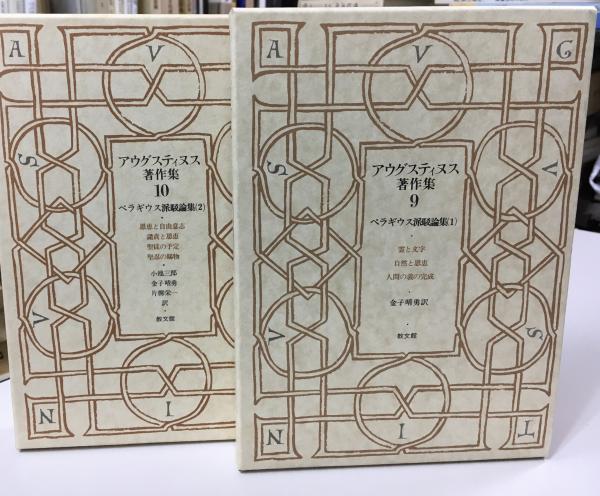 A V
S
アウグスティヌス
著作集
10
ペラギウス派駁論集(2)
恩恵と自由意志
譴責と恩恵
聖徒の予定
堅忍の賜物
小池三郎
金子晴勇
片柳栄一
訳
教文館
V
N I
A V G
S V
アウグスティヌス
著作集
9
ペラギウス派駁論集(1)
霊と文字
自然と恩恵
人間の義の完成
金子晴勇訳
教文館
V S
N I T